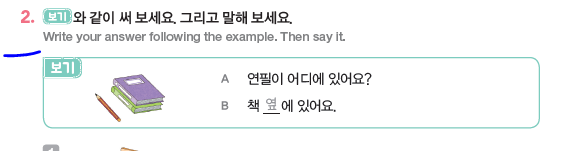 2. 보기와 같이 써 보세요. 그리고 말해 보세요.
Write your answer following the example. Then say it.
보기
A 연필이 어디에 있어요?
B 책 옆에 있어요.